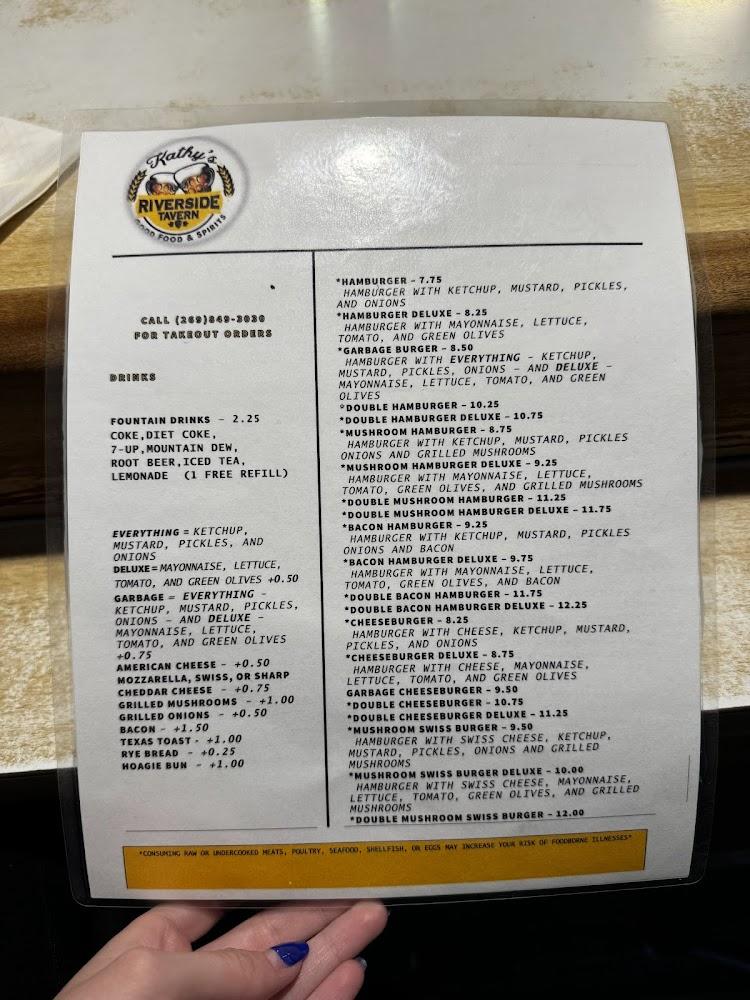 Kathy's
RIVERSIDE
TAVERN
GOOD FOOD & SPIRITS
CALL (269)849-3030
FOR TAKEOUT ORDERS
DRINKS
FOUNTAIN DRINKS - 2.25
COKE,DIET COKE,
7-UP,MOUNTAIN DEW,
ROOT BEER,ICED TEA,
LEMONADE (1 FREE REFILL)
EVERYTHING = KETCHUP,
MUSTARD, PICKLES, AND
ONIONS
DELUXE=MAYONNAISE, LETTUCE,
TOMATO, AND GREEN OLIVES +0.50
GARBAGE = EVERYTHING -
KETCHUP, MUSTARD, PICKLES,
ONIONS - AND DELUXE -
MAYONNAISE, LETTUCE,
TOMATO, AND GREEN OLIVES
+0.75
AMERICAN CHEESE - +0.50
MOZZARELLA, SWISS, OR SHARP
CHEDDAR CHEESE - +0.75
GRILLED MUSHROOMS - +1.00
GRILLED ONIONS - +0.50
BACON - +1.50
TEXAS TOAST - +1.00
RYE BREAD - +0.25
HOAGIE BUN - +1.00
*HAMBURGER - 7.75
HAMBURGER WITH KETCHUP, MUSTARD, PICKLES,
AND ONIONS
*HAMBURGER DELUXE - 8.25
HAMBURGER WITH MAYONNAISE, LETTUCE,
TOMATO, AND GREEN OLIVES
*GARBAGE BURGER - 8.50
HAMBURGER WITH EVERYTHING - KETCHUP,
MUSTARD, PICKLES, ONIONS - AND DELUXE -
MAYONNAISE, LETTUCE, TOMATO, AND GREEN
OLIVES
*DOUBLE HAMBURGER - 10.25
*DOUBLE HAMBURGER DELUXE - 10.75
*MUSHROOM HAMBURGER - 8.75
HAMBURGER WITH KETCHUP, MUSTARD, PICKLES
ONIONS AND GRILLED MUSHROOMS
*MUSHROOM HAMBURGER DELUXE - 9.25
HAMBURGER WITH MAYONNAISE, LETTUCE,
TOMATO, GREEN OLIVES, AND GRILLED MUSHROOMS
*DOUBLE MUSHROOM HAMBURGER - 11.25
*DOUBLE MUSHROOM HAMBURGER DELUXE - 11.75
*BACON HAMBURGER - 9.25
HAMBURGER WITH KETCHUP, MUSTARD, PICKLES
ONIONS AND BACON
*BACON HAMBURGER DELUXE - 9.75
HAMBURGER WITH MAYONNAISE, LETTUCE,
TOMATO, GREEN OLIVES, AND BACON
*DOUBLE BACON HAMBURGER - 11.75
*DOUBLE BACON HAMBURGER DELUXE - 12.25
*CHEESEBURGER - 8.25
HAMBURGER WITH CHEESE, KETCHUP, MUSTARD,
PICKLES, AND ONIONS
*CHEESEBURGER DELUXE - 8.75
HAMBURGER WITH CHEESE, MAYONNAISE,
LETTUCE, TOMATO, AND GREEN OLIVES
GARBAGE CHEESEBURGER - 9.50
*DOUBLE CHEESEBURGER - 10.75
*DOUBLE CHEESEBURGER DELUXE - 11.25
*MUSHROOM SWISS BURGER - 9.50
HAMBURGER WITH SWISS CHEESE, KETCHUP,
MUSTARD, PICKLES, ONIONS AND GRILLED
MUSHROOMS
*MUSHROOM SWISS BURGER DELUXE - 10.00
HAMBURGER WITH SWISS CHEESE, MAYONNAISE,
LETTUCE, TOMATO, GREEN OLIVES, AND GRILLED
MUSHROOMS
*DOUBLE MUSHROOM SWISS BURGER - 12.00
*CONSUMING RAW OR UNDERCOOKED MEATS, POULTRY, SEAFOOD, SHELLFISH, OR EGGS MAY INCREASE YOUR RISK OF FOODBORNE ILLNESSES*